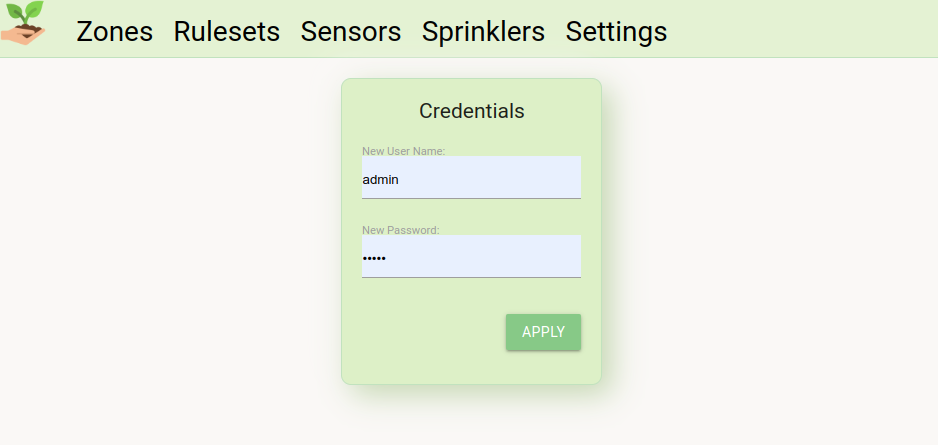 Zones Rulesets Sensors Sprinklers Settings
Credentials
New User Name:
admin
New Password:
•••••
APPLY